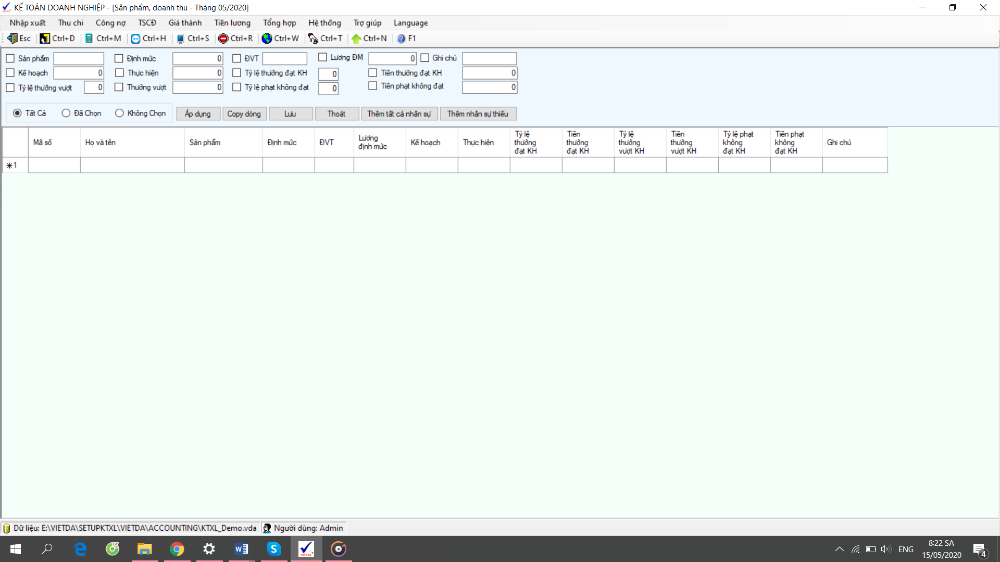 KẾ TOÁN DOANH NGHIỆP - [Sản phẩm, doanh thu - Tháng 05/2020]
Nhập xuất Thu chi Công nợ TSCĐ Giá thành Tiền lương Tổng hợp Hệ thống Trợ giúp Language
Esc Ctrl+D Ctrl+M Ctrl+H Ctrl+S Ctrl+R Ctrl+W Ctrl+T Ctrl+N F1
Sản phẩm Định mức 0 ĐVT Lương ĐM 0 Ghi chú
Kế hoạch 0 Thực hiện 0 Tỷ lệ thưởng đạt KH 0 Tiền thưởng đạt KH 0
Tỷ lệ thưởng vượt 0 Thưởng vượt 0 Tỷ lệ phạt không đạt 0 Tiền phạt không đạt 0
Tất Cả Đã Chọn Không Chọn Áp dụng Copy dòng Lưu Thoát Thêm tất cả nhân sự Thêm nhân sự thiếu
Mã số
Họ và tên
Sản phẩm
Định mức
ĐVT
Lương
định mức
Kế hoạch
Thực hiện
Tỷ lệ
thưởng
đạt KH
Tiền
thưởng
đạt KH
Tỷ lệ
thưởng
vượt KH
Tiền
thưởng
vượt KH
Tỷ lệ phạt
không
đạt KH
Tiền phạt
không
đạt KH
Ghi chú
1
Dữ liệu: E:\VIETDA\SETUPKTXL\VIETDA\ACCOUNTING\KTXL_Demo.vda Người dùng: Admin
ENG
8:22 SA
15/05/2020
4